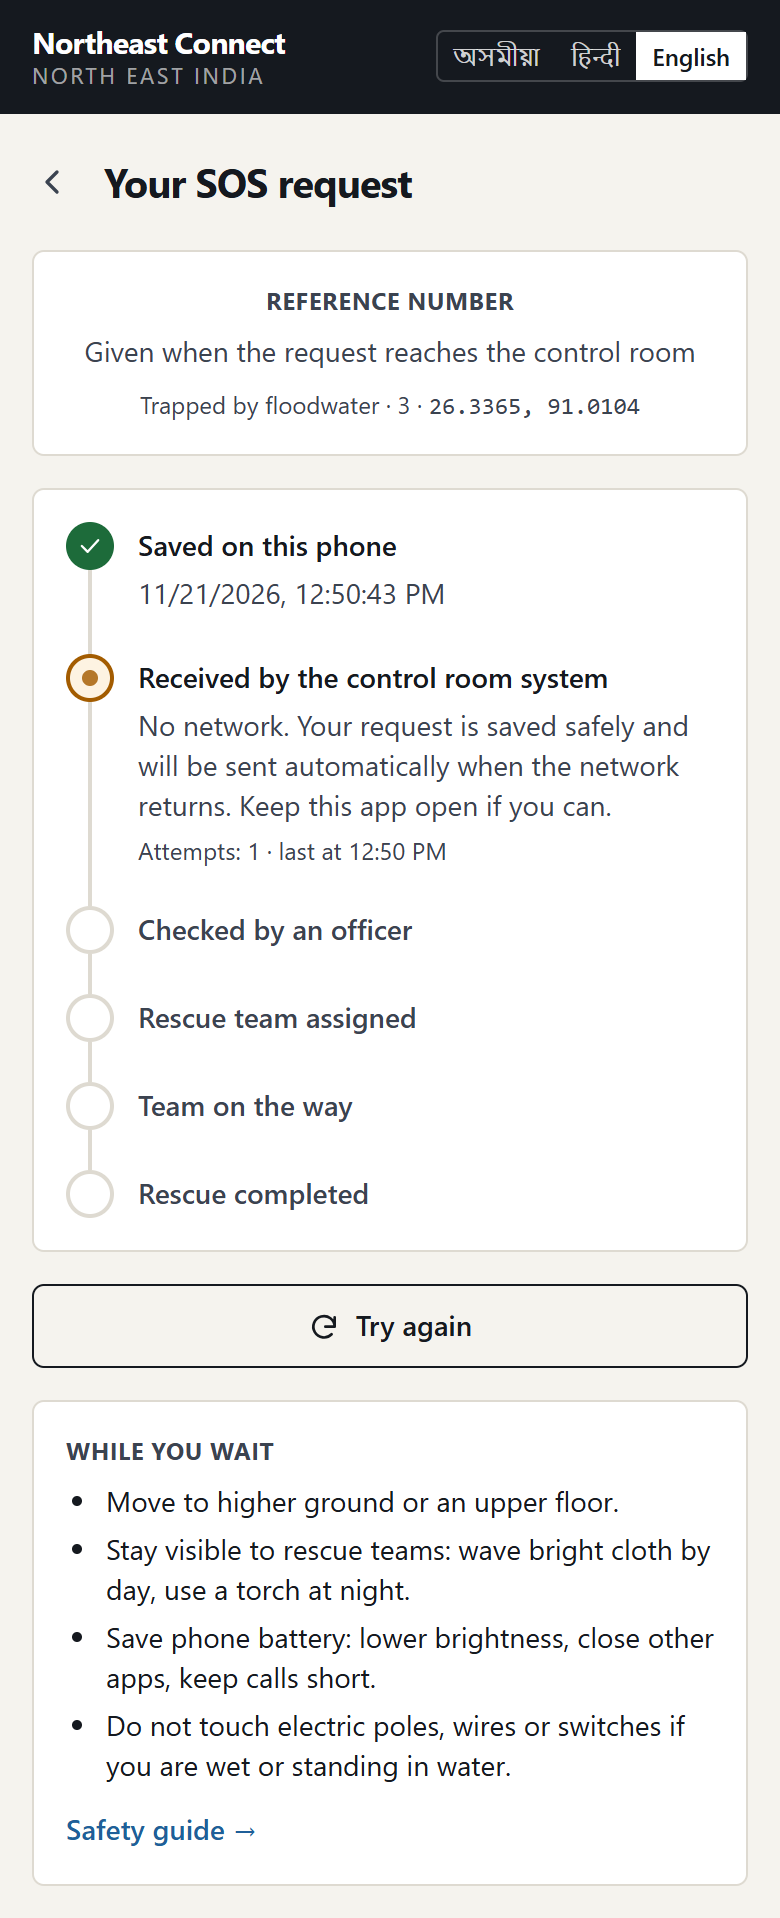 Northeast Connect
NORTH EAST INDIA
অসমীয়া हिन्दी English
Your SOS request
REFERENCE NUMBER
Given when the request reaches the control room
Trapped by floodwater · 3 · 26.3365, 91.0104
Saved on this phone
11/21/2026, 12:50:43 PM
Received by the control room system
No network. Your request is saved safely and
will be sent automatically when the network
returns. Keep this app open if you can.
Attempts: 1 · last at 12:50 PM
Checked by an officer
Rescue team assigned
Team on the way
Rescue completed
Try again
WHILE YOU WAIT
• Move to higher ground or an upper floor.
• Stay visible to rescue teams: wave bright cloth by
day, use a torch at night.
• Save phone battery: lower brightness, close other
apps, keep calls short.
• Do not touch electric poles, wires or switches if
you are wet or standing in water.
Safety guide →